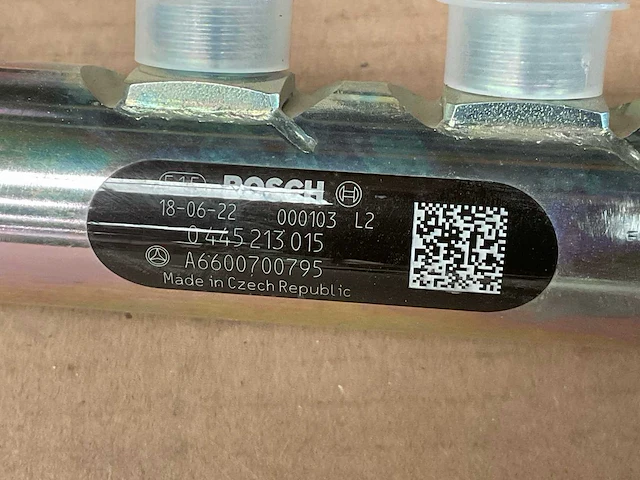 BOSCH
18-06-22 000103 L2
0 445 213 015
A6600700795
Made in Czech Republic